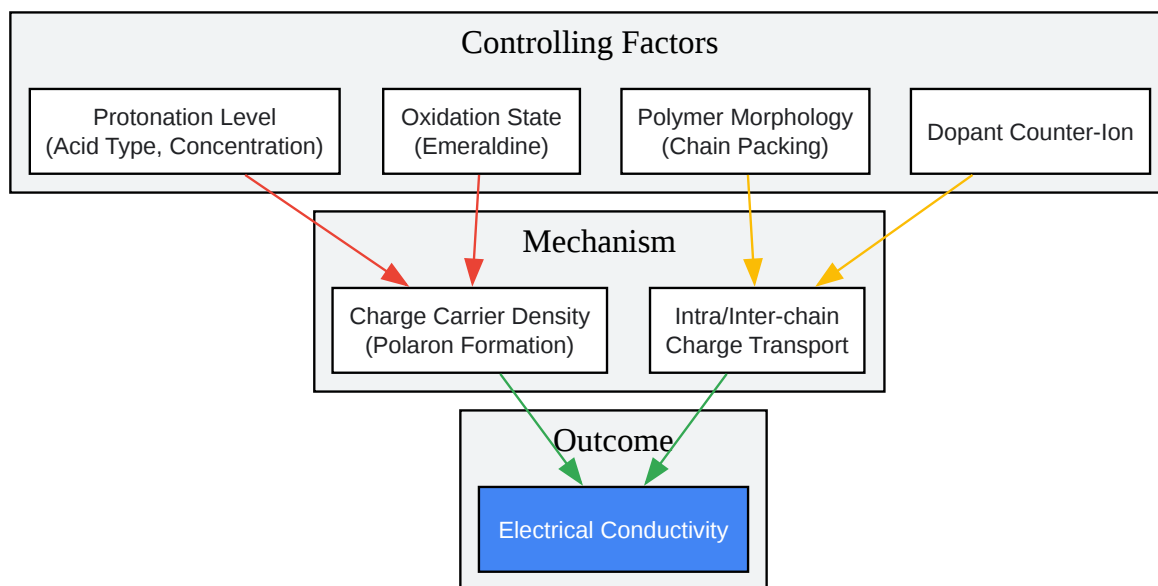 Controlling Factors
Protonation Level
(Acid Type, Concentration)
Oxidation State
(Emeraldine)
Polymer Morphology
(Chain Packing)
Dopant Counter-Ion
Mechanism
Charge Carrier Density
(Polaron Formation)
Intra/Inter-chain
Charge Transport
Outcome
Electrical Conductivity